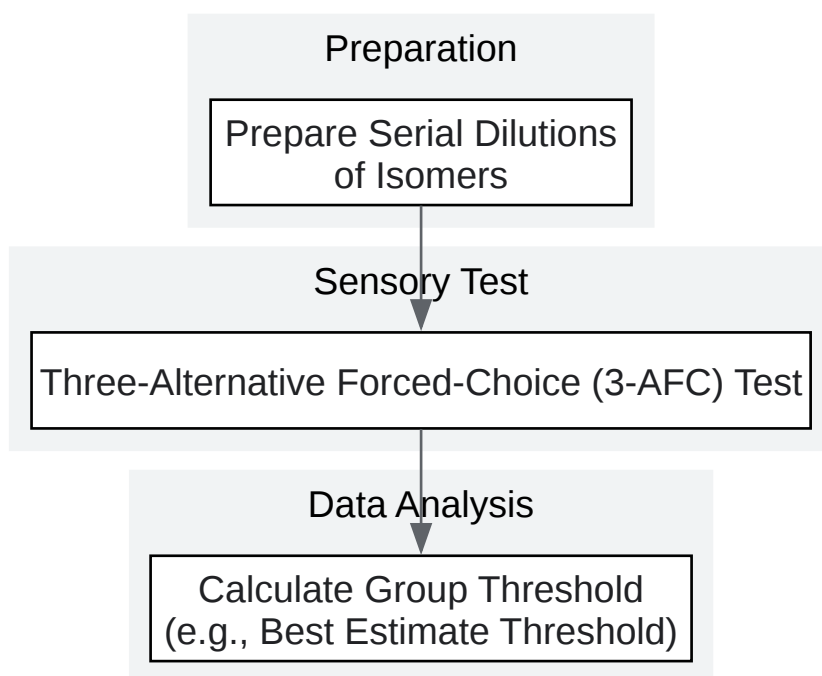 Preparation
Prepare Serial Dilutions
of Isomers
Sensory Test
Three-Alternative Forced-Choice (3-AFC) Test
Data Analysis
Calculate Group Threshold
(e.g., Best Estimate Threshold)